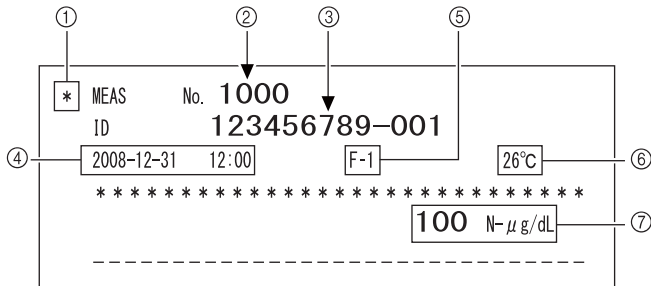 ① ② ③ ⑤
* MEAS No. 1000
ID 123456789-001
④ 2008-12-31 12:00 F-1 26℃ ⑥
* * * * * * * * * * * * * * * * * * * * * * * * * * * * * *
100 N-μg/dL ⑦
------------------------------------